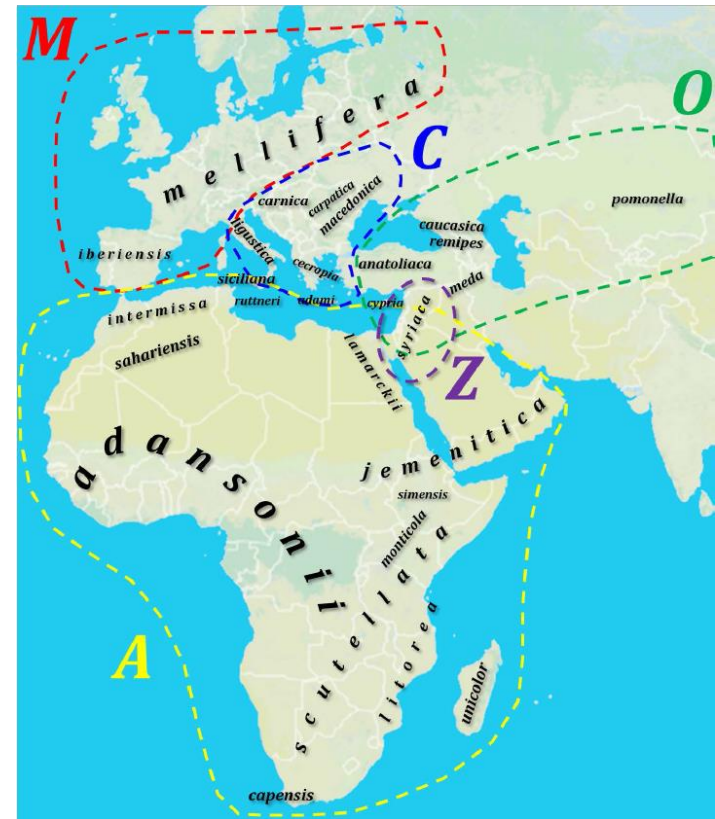 M
O
mellifera
C
carnica
carpatica
macedonica
pomonella
ligustica
caucasica
remipes
iberiensis
cecropia
anatoliaca
siciliana
meda
ruttneri
adami
cypria
intermissa
syriaca
sahariensis
lamarckii
Z
adansonii
jemenitica
simensis
monticola
scutellata
A
litorea
unicolor
capensis